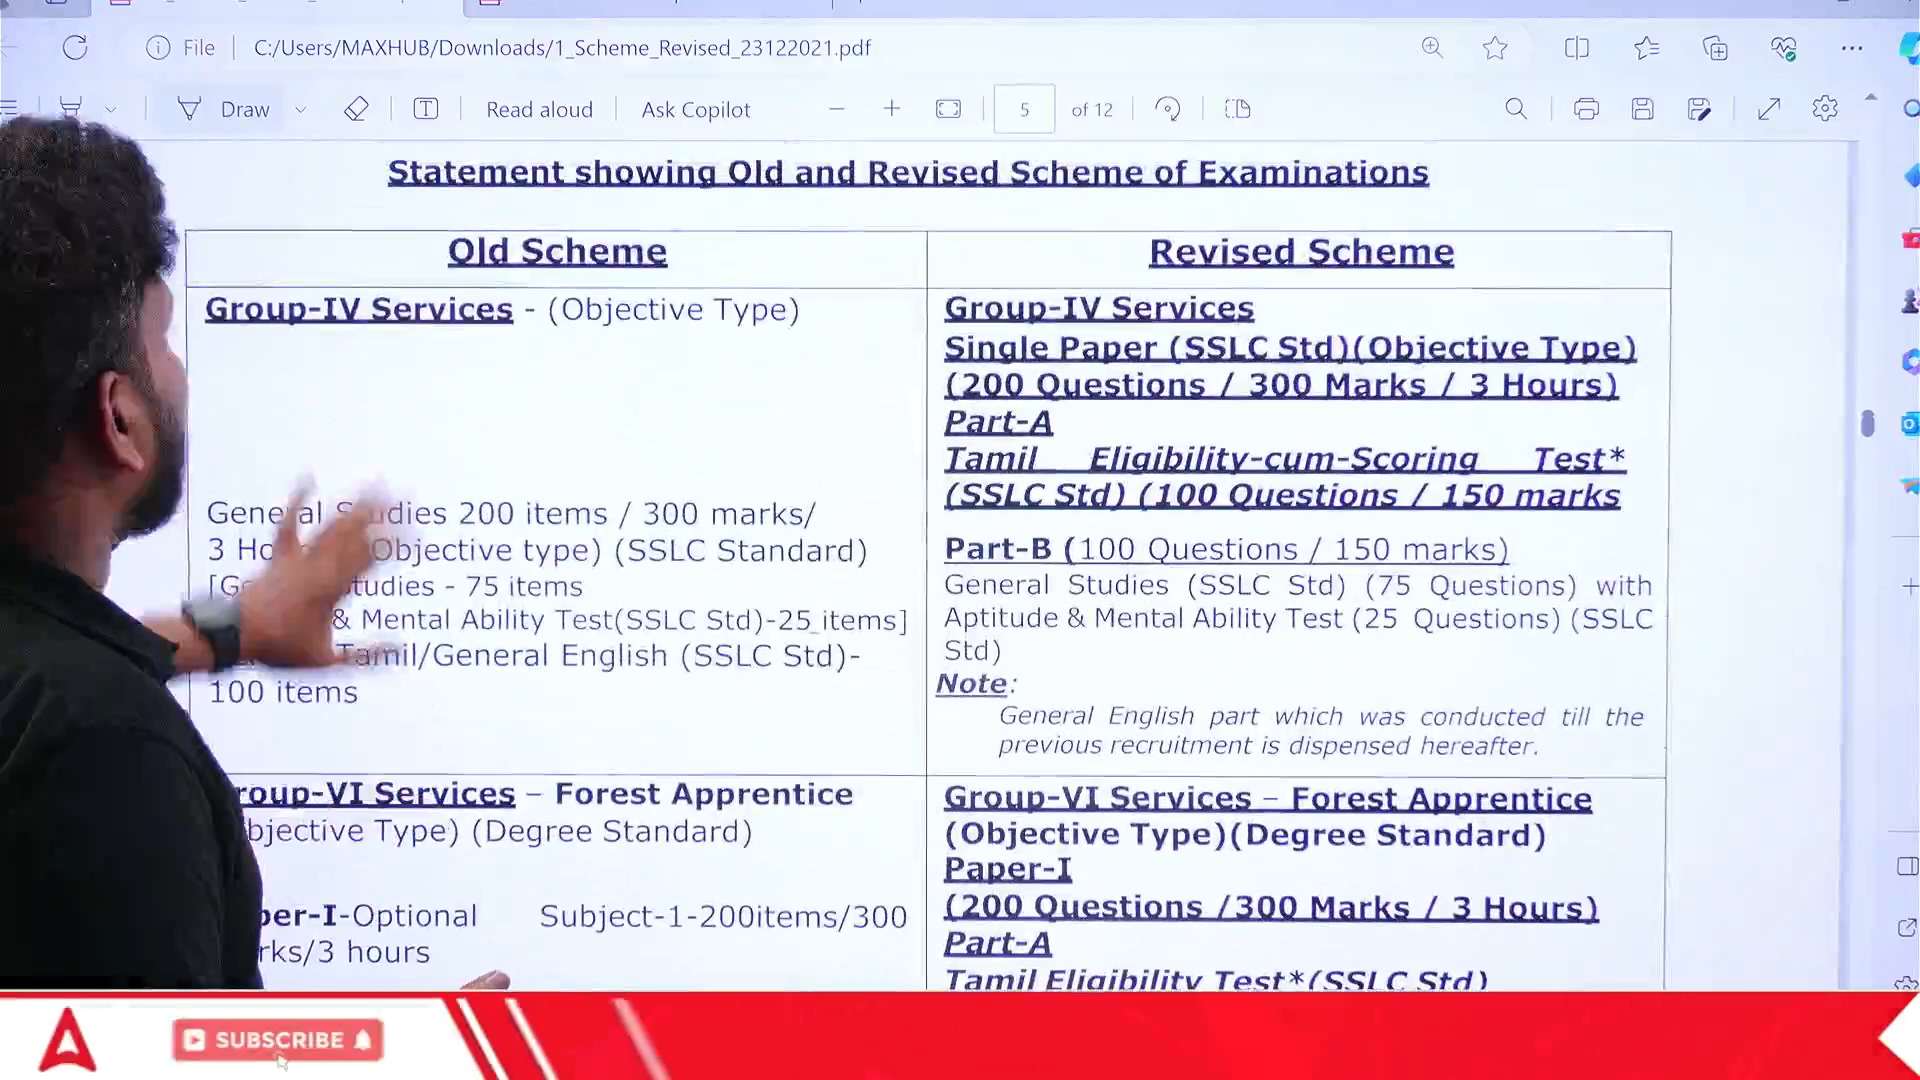 File
C:/Users/MAXHUB/Downloads/1_Scheme_Revised_23122021.pdf
Draw
Read aloud
Ask Copilot
5
of 12
Statement showing Old and Revised Scheme of Examinations
Old Scheme
Group-IV Services - (Objective Type)
General Studies 200 items / 300 marks/
3 Objective type) (SSLC Standard)
- 75 items
& Mental Ability Test(SSLC Std)-25 items]
Tamil/General English (SSLC Std)-
100 items
Revised Scheme
Group-IV Services
Single Paper (SSLC Std)(Objective Type)
(200 Questions / 300 Marks / 3 Hours)
Part-A
Tamil Eligibility-cum-Scoring Test*
(SSLC Std) (100 Questions / 150 marks
Part-B (100 Questions / 150 marks)
General Studies (SSLC Std) (75 Questions) with
Aptitude & Mental Ability Test (25 Questions) (SSLC
Std)
Note:
General English part which was conducted till the
previous recruitment is dispensed hereafter.
roup-VI Services – Forest Apprentice
bjective Type) (Degree Standard)
per-I-Optional Subject-1-200items/300
rks/3 hours
Group-VI Services – Forest Apprentice
(Objective Type)(Degree Standard)
Paper-I
(200 Questions /300 Marks / 3 Hours)
Part-A
Tamil Eligibility Test*(SSLC Std)
SUBSCRIBE